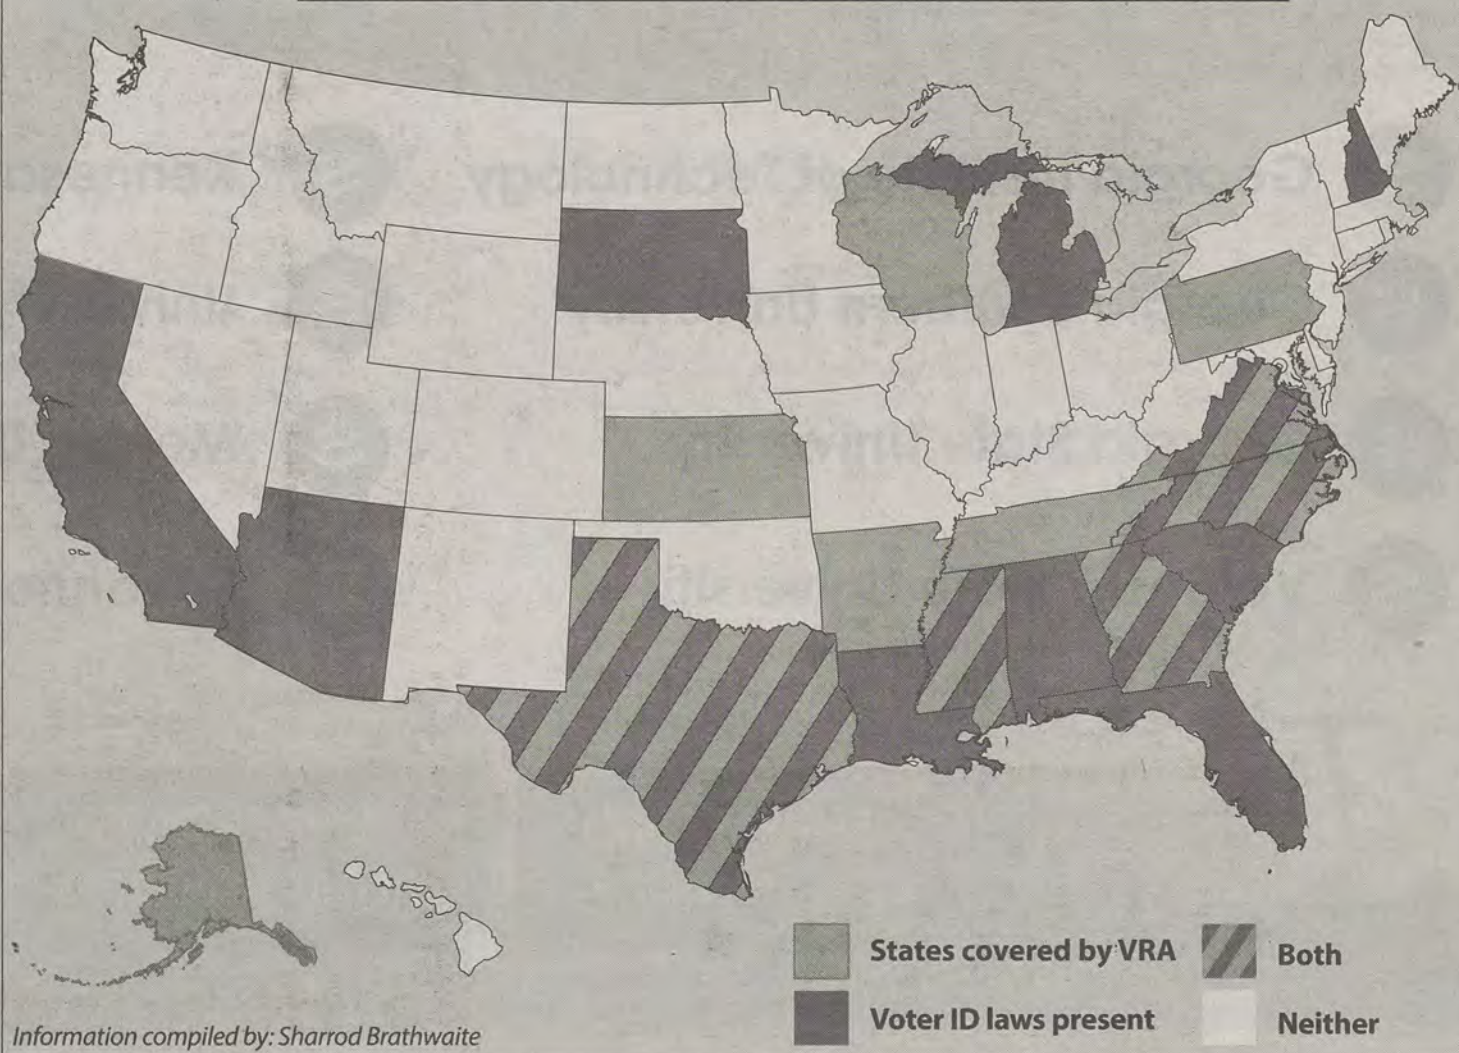 States covered by VRA
Both
Voter ID laws present
Neither
Information compiled by: Sharrod Brathwaite